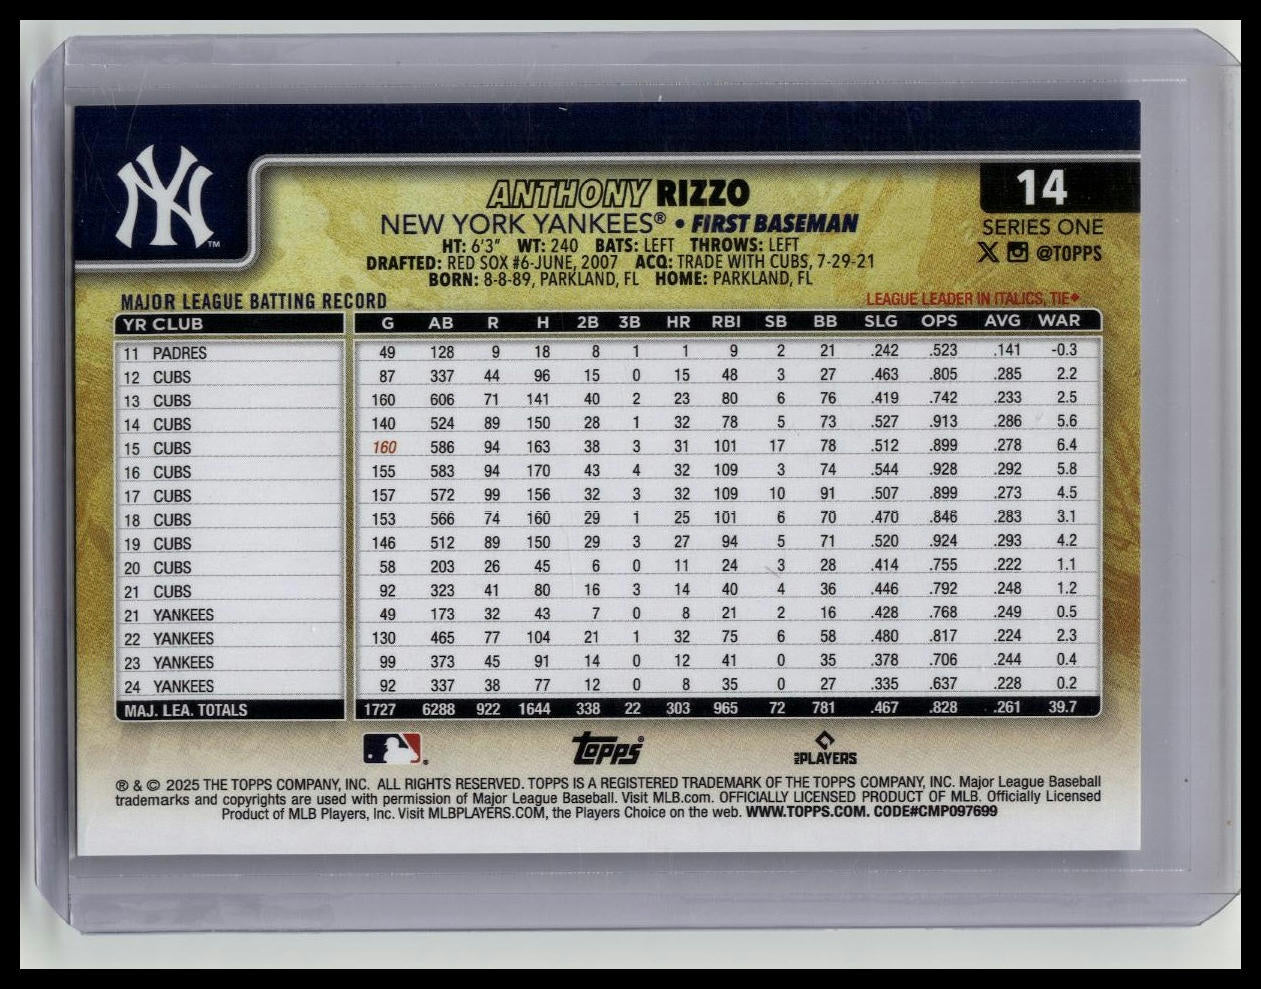 NY™
ANTHONY RIZZO
NEW YORK YANKEES® • FIRST BASEMAN
HT: 6'3" WT: 240 BATS: LEFT THROWS: LEFT
DRAFTED: RED SOX #6-JUNE, 2007 ACQ: TRADE WITH CUBS, 7-29-21
BORN: 8-8-89, PARKLAND, FL HOME: PARKLAND, FL
14
SERIES ONE
X @TOPPS
MAJOR LEAGUE BATTING RECORD LEAGUE LEADER IN ITALICS, TIE♦
YR CLUB G AB R H 2B 3B HR RBI SB BB SLG OPS AVG WAR
11 PADRES 49 128 9 18 8 1 1 9 2 21 .242 .523 .141 -0.3
12 CUBS 87 337 44 96 15 0 15 48 3 27 .463 .805 .285 2.2
13 CUBS 160 606 71 141 40 2 23 80 6 76 .419 .742 .233 2.5
14 CUBS 140 524 89 150 28 1 32 78 5 73 .527 .913 .286 5.6
15 CUBS 160 586 94 163 38 3 31 101 17 78 .512 .899 .278 6.4
16 CUBS 155 583 94 170 43 4 32 109 3 74 .544 .928 .292 5.8
17 CUBS 157 572 99 156 32 3 32 109 10 91 .507 .899 .273 4.5
18 CUBS 153 566 74 160 29 1 25 101 6 70 .470 .846 .283 3.1
19 CUBS 146 512 89 150 29 3 27 94 5 71 .520 .924 .293 4.2
20 CUBS 58 203 26 45 6 0 11 24 3 28 .414 .755 .222 1.1
21 CUBS 92 323 41 80 16 3 14 40 4 36 .446 .792 .248 1.2
21 YANKEES 49 173 32 43 7 0 8 21 2 16 .428 .768 .249 0.5
22 YANKEES 130 465 77 104 21 1 32 75 6 58 .480 .817 .224 2.3
23 YANKEES 99 373 45 91 14 0 12 41 0 35 .378 .706 .244 0.4
24 YANKEES 92 337 38 77 12 0 8 35 0 27 .335 .637 .228 0.2
MAJ. LEA. TOTALS 1727 6288 922 1644 338 22 303 965 72 781 .467 .828 .261 39.7
® topps® MLB PLAYERS
® & © 2025 THE TOPPS COMPANY, INC. ALL RIGHTS RESERVED. TOPPS IS A REGISTERED TRADEMARK OF THE TOPPS COMPANY, INC. Major League Baseball
trademarks and copyrights are used with permission of Major League Baseball. Visit MLB.com. OFFICIALLY LICENSED PRODUCT OF MLB. Officially Licensed
Product of MLB Players, Inc. Visit MLBPLAYERS.COM, the Players Choice on the web. WWW.TOPPS.COM. CODE#CMP097699